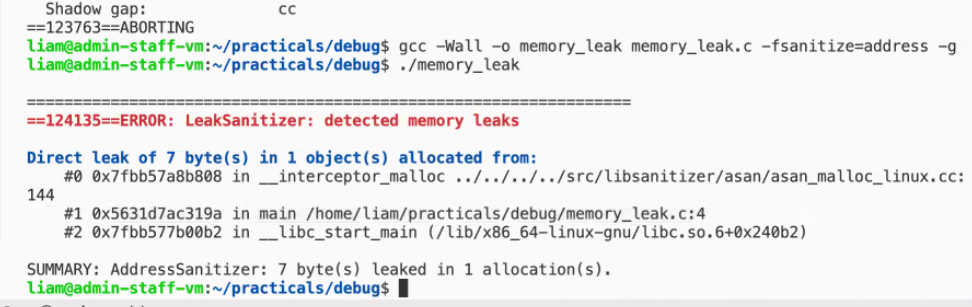 Shadow gap: cc
==123763==ABORTING
liam@admin-staff-vm:~/practicals/debug$ gcc -Wall -o memory_leak memory_leak.c -fsanitize=address -g
liam@admin-staff-vm:~/practicals/debug$ ./memory_leak
=================================================================
==124135==ERROR: LeakSanitizer: detected memory leaks
Direct leak of 7 byte(s) in 1 object(s) allocated from:
#0 0x7fbb57a8b808 in __interceptor_malloc ../../../../src/libsanitizer/asan/asan_malloc_linux.cc:
144
#1 0x5631d7ac319a in main /home/liam/practicals/debug/memory_leak.c:4
#2 0x7fbb577b00b2 in __libc_start_main (/lib/x86_64-linux-gnu/libc.so.6+0x240b2)
SUMMARY: AddressSanitizer: 7 byte(s) leaked in 1 allocation(s).
liam@admin-staff-vm:~/practicals/debug$